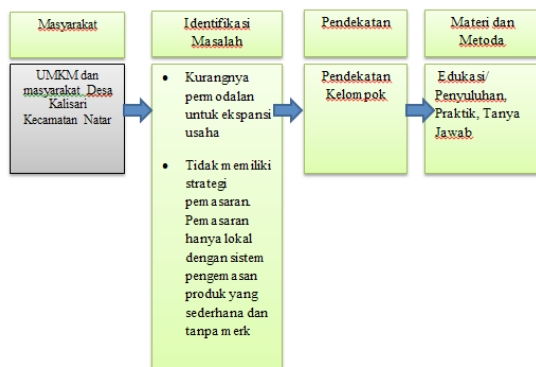 Masyarakat
Identifikasi
Masalah
Pendekatan
Materi dan
Metoda
UMKM dan
masyarakat Desa
Kalisari
Kecamatan Natar
• Kurangnya
permodalan
untuk ekspansi
usaha
• Tidak memiliki
strategi
pemasaran.
Pemasaran
hanya lokal
dengan sistem
pengemasan
produk yang
sederhana dan
tanpa merk
Pendekatan
Kelompok
Edukasi/
Penyuluhan,
Praktik, Tanya
Jawab